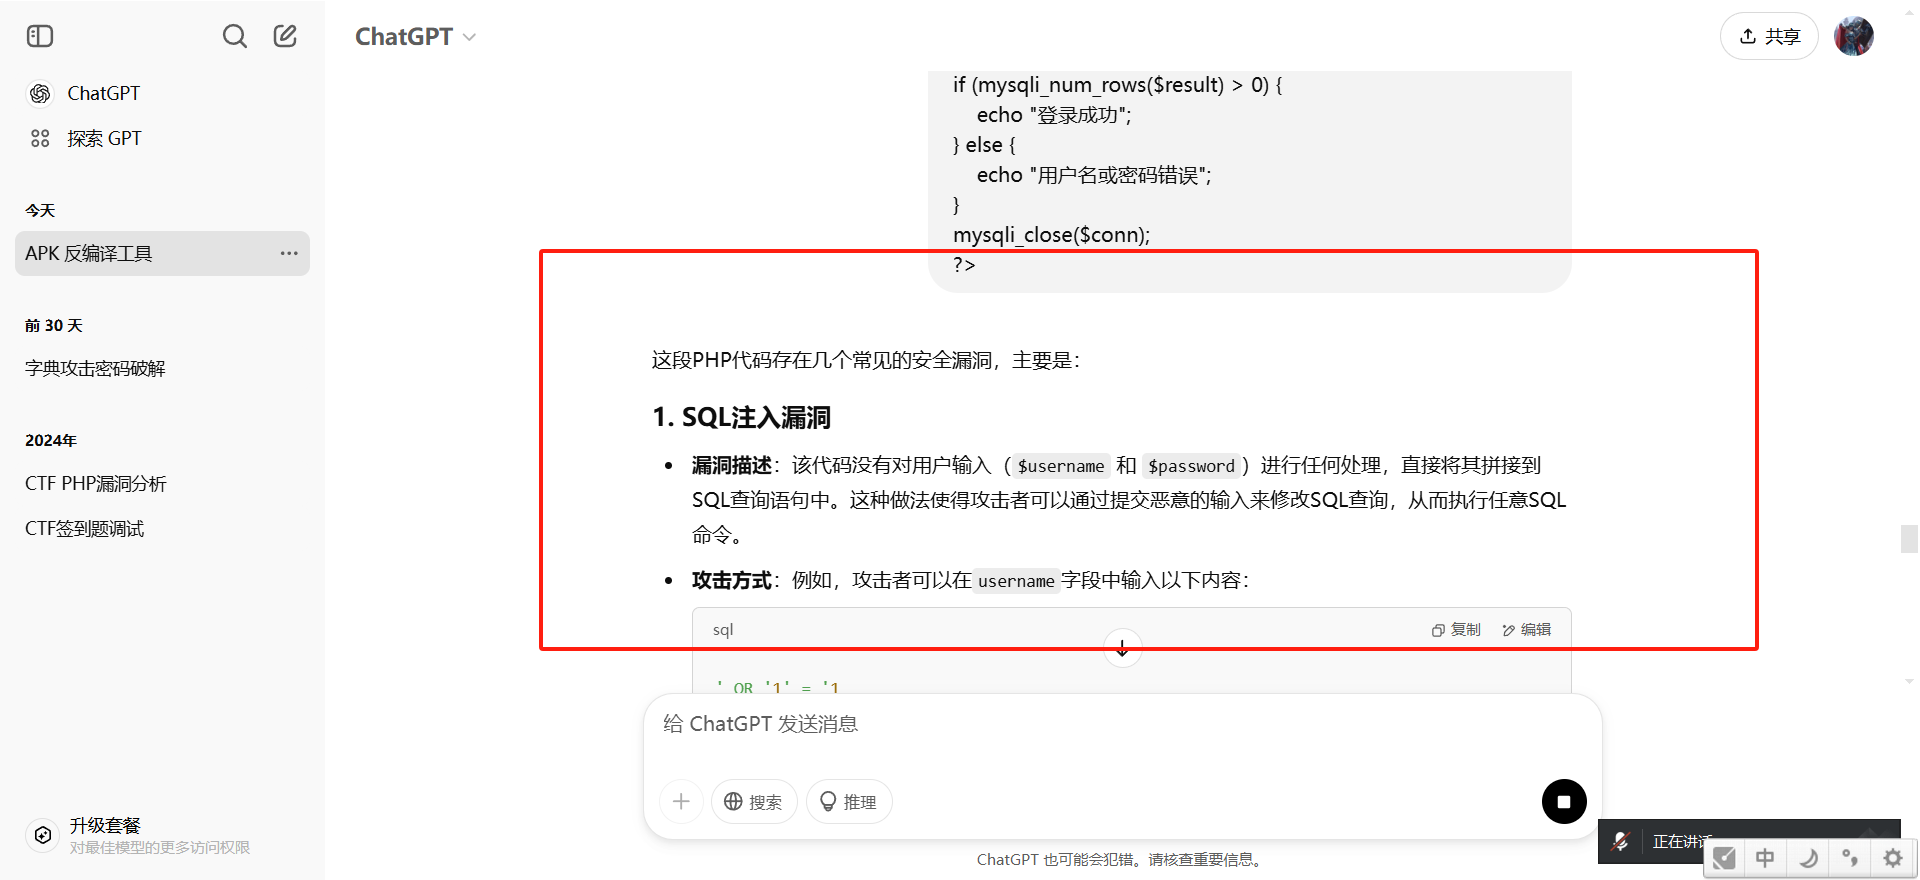 ChatGPT
共享
ChatGPT
探索 GPT
今天
APK 反编译工具
前 30 天
字典攻击密码破解
2024年
CTF PHP漏洞分析
CTF签到题调试
升级套餐
对最佳模型的更多访问权限
if (mysqli_num_rows($result) > 0) {
echo "登录成功";
} else {
echo "用户名或密码错误";
}
mysqli_close($conn);
?>
这段PHP代码存在几个常见的安全漏洞，主要是：
1. SQL注入漏洞
• 漏洞描述：该代码没有对用户输入（$username 和 $password）进行任何处理，直接将其拼接到
SQL查询语句中。这种做法使得攻击者可以通过提交恶意的输入来修改SQL查询，从而执行任意SQL
命令。
• 攻击方式：例如，攻击者可以在username字段中输入以下内容：
sql
复制
编辑
' OR '1' = '1
给 ChatGPT 发送消息
搜索
推理
ChatGPT 也可能会犯错。请核查重要信息。
正在讲话
中